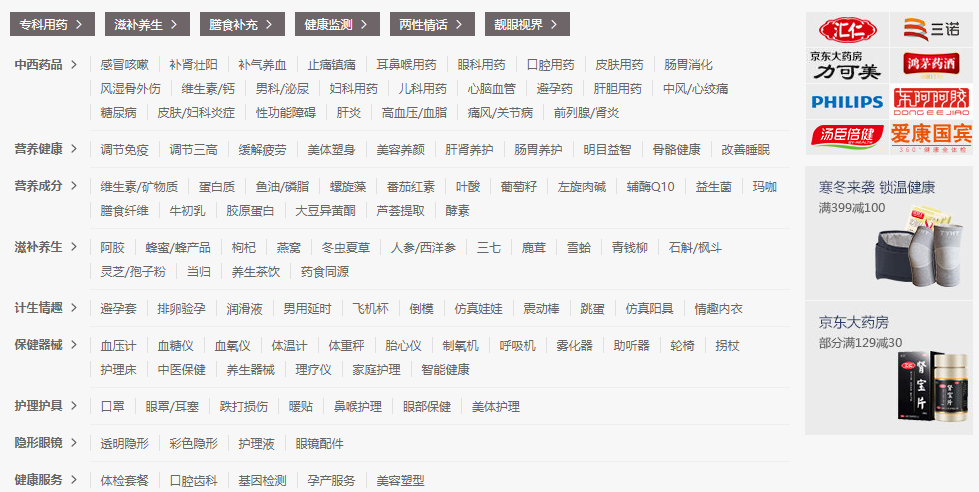 专科用药 > 滋补养生 > 膳食补充 > 健康监测 > 两性情话 > 靓眼视界 >
中西药品 > 感冒咳嗽 补肾壮阳 补气养血 止痛镇痛 耳鼻喉用药 眼科用药 口腔用药 皮肤用药 肠胃消化
风湿骨外伤 维生素/钙 男科/泌尿 妇科用药 儿科用药 心脑血管 避孕药 肝胆用药 中风/心绞痛
糖尿病 皮肤/妇科炎症 性功能障碍 肝炎 高血压/血脂 痛风/关节病 前列腺/肾炎
营养健康 > 调节免疫 调节三高 缓解疲劳 美体塑身 美容养颜 肝肾养护 肠胃养护 明目益智 骨骼健康 改善睡眠
营养成分 > 维生素/矿物质 蛋白质 鱼油/磷脂 螺旋藻 番茄红素 叶酸 葡萄籽 左旋肉碱 辅酶Q10 益生菌 玛咖
膳食纤维 牛初乳 胶原蛋白 大豆异黄酮 芦荟提取 酵素
滋补养生 > 阿胶 蜂蜜/蜂产品 枸杞 燕窝 冬虫夏草 人参/西洋参 三七 鹿茸 雪蛤 青钱柳 石斛/枫斗
灵芝/孢子粉 当归 养生茶饮 药食同源
计生情趣 > 避孕套 排卵验孕 润滑液 男用延时 飞机杯 倒模 仿真娃娃 震动棒 跳蛋 仿真阳具 情趣内衣
保健器械 > 血压计 血糖仪 血氧仪 体温计 体重秤 胎心仪 制氧机 呼吸机 雾化器 助听器 轮椅 拐杖
护理床 中医保健 养生器械 理疗仪 家庭护理 智能健康
护理护具 > 口罩 眼罩/耳塞 跌打损伤 暖贴 鼻喉护理 眼部保健 美体护理
隐形眼镜 > 透明隐形 彩色隐形 护理液 眼镜配件
健康服务 > 体检套餐 口腔齿科 基因检测 孕产服务 美容塑型
汇仁 三诺
京东大药房
力可美 鸿茅药酒
PHILIPS 东阿阿胶
DONG E E JIAO
汤臣倍健 爱康国宾
BY-HEALTH 360°健康全体检
寒冬来袭 锁温健康
满399减100
京东大药房
部分满129减30
肾宝片
肾宝片